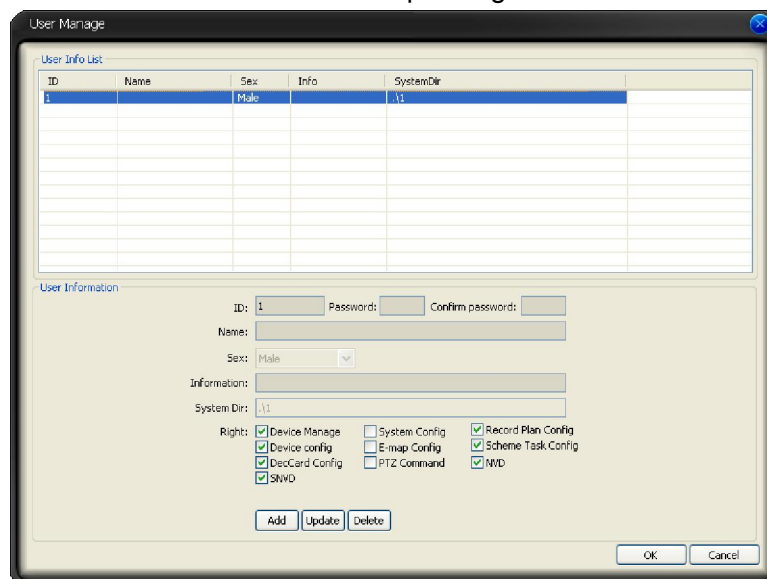 User Manage
User Info List
ID Name Sex Info SystemDir
1 Male .\1
User Information
ID: 1 Password: Confirm password:
Name:
Sex: Male
Information:
System Dir: .\1
Right: Device Manage System Config Record Plan Config
Device config E-map Config Scheme Task Config
DecCard Config PTZ Command NVD
SNVD
Add Update Delete
OK Cancel